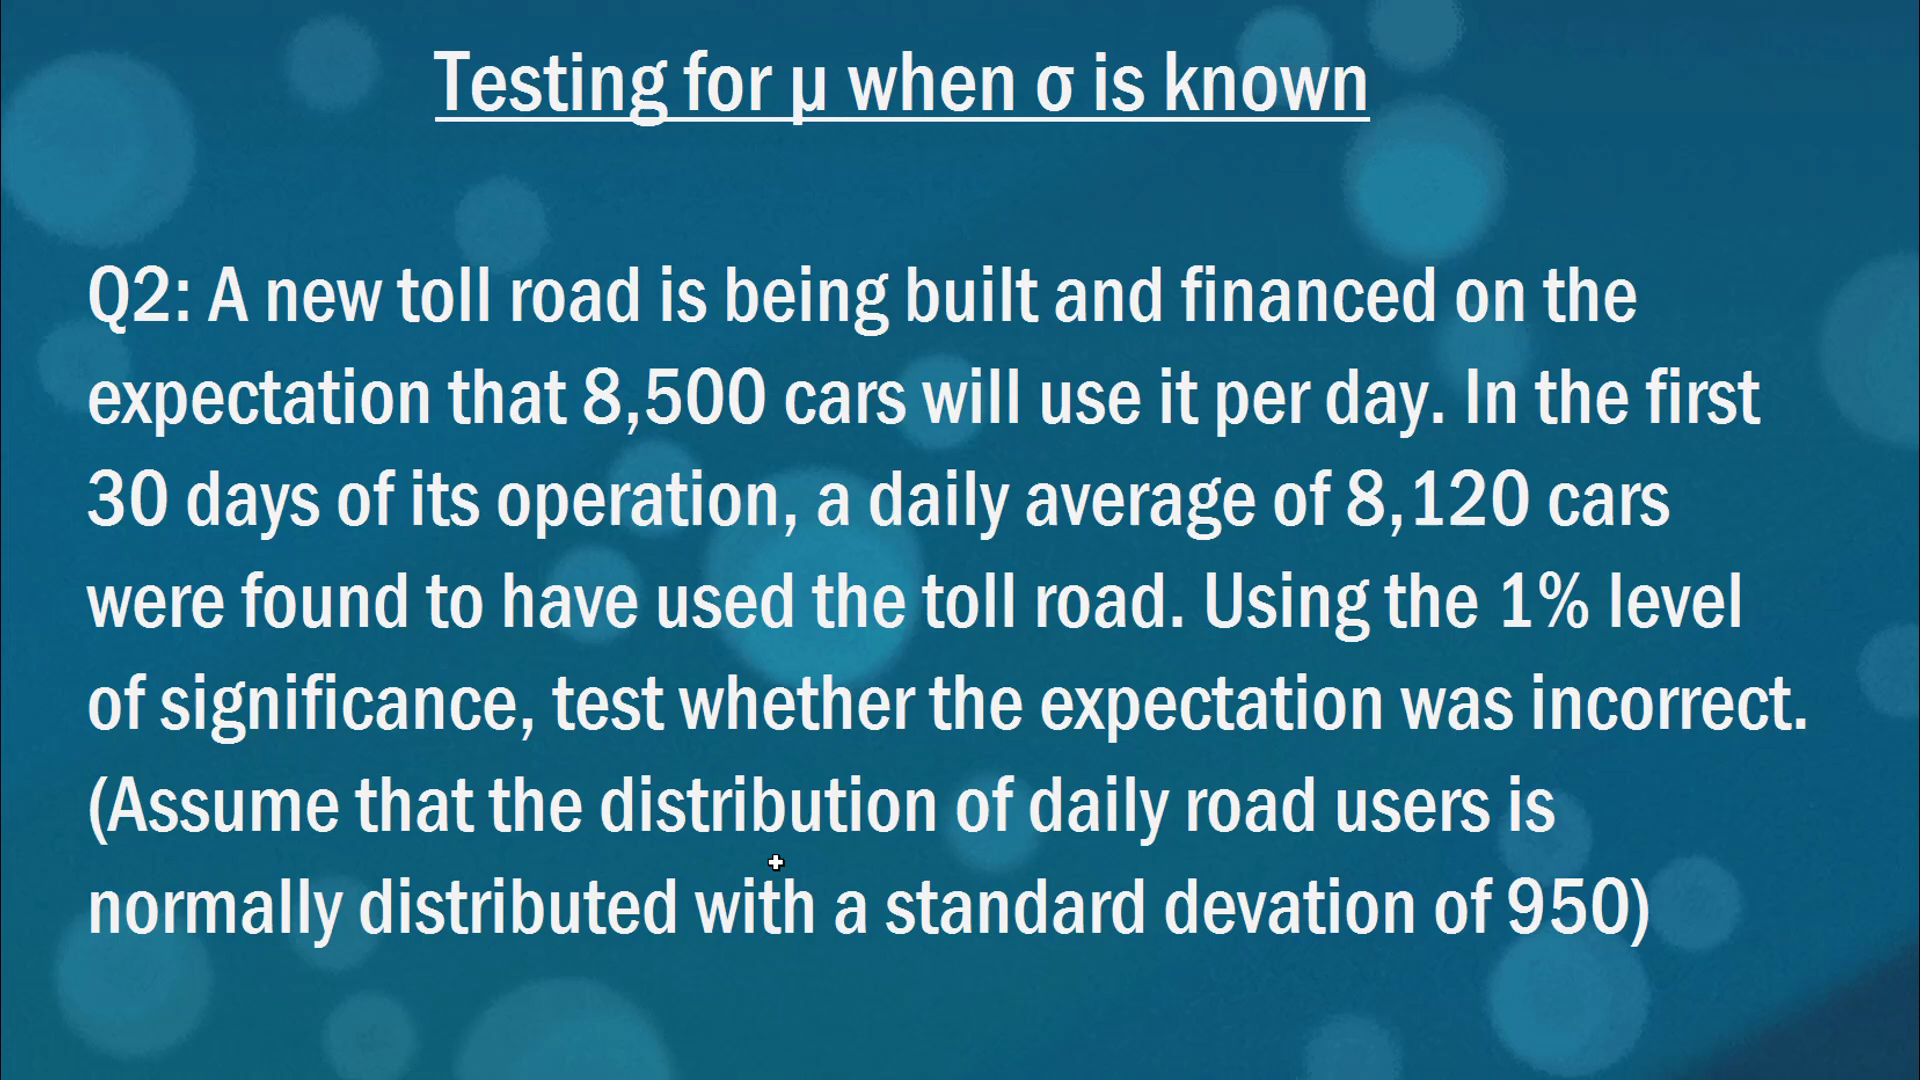 Testing for μ when σ is known
Q2: A new toll road is being built and financed on the
expectation that 8,500 cars will use it per day. In the first
30 days of its operation, a daily average of 8,120 cars
were found to have used the toll road. Using the 1% level
of significance, test whether the expectation was incorrect.
(Assume that the distribution of daily road users is
normally distributed with a standard devation of 950)